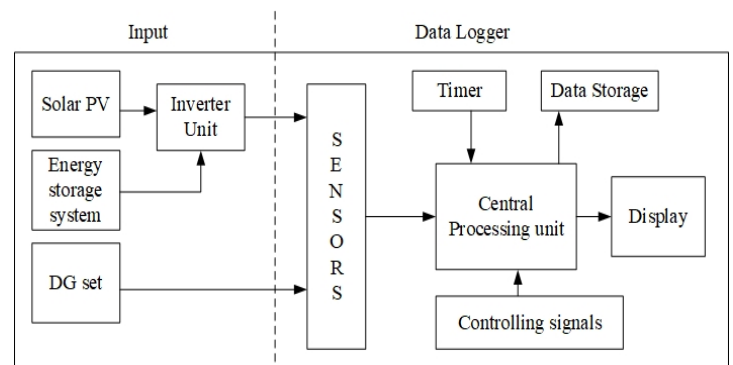 Input
Data Logger
Solar PV
Inverter
Unit
Energy
storage
system
DG set
S
E
N
S
O
R
S
Timer
Data Storage
Central
Processing unit
Display
Controlling signals